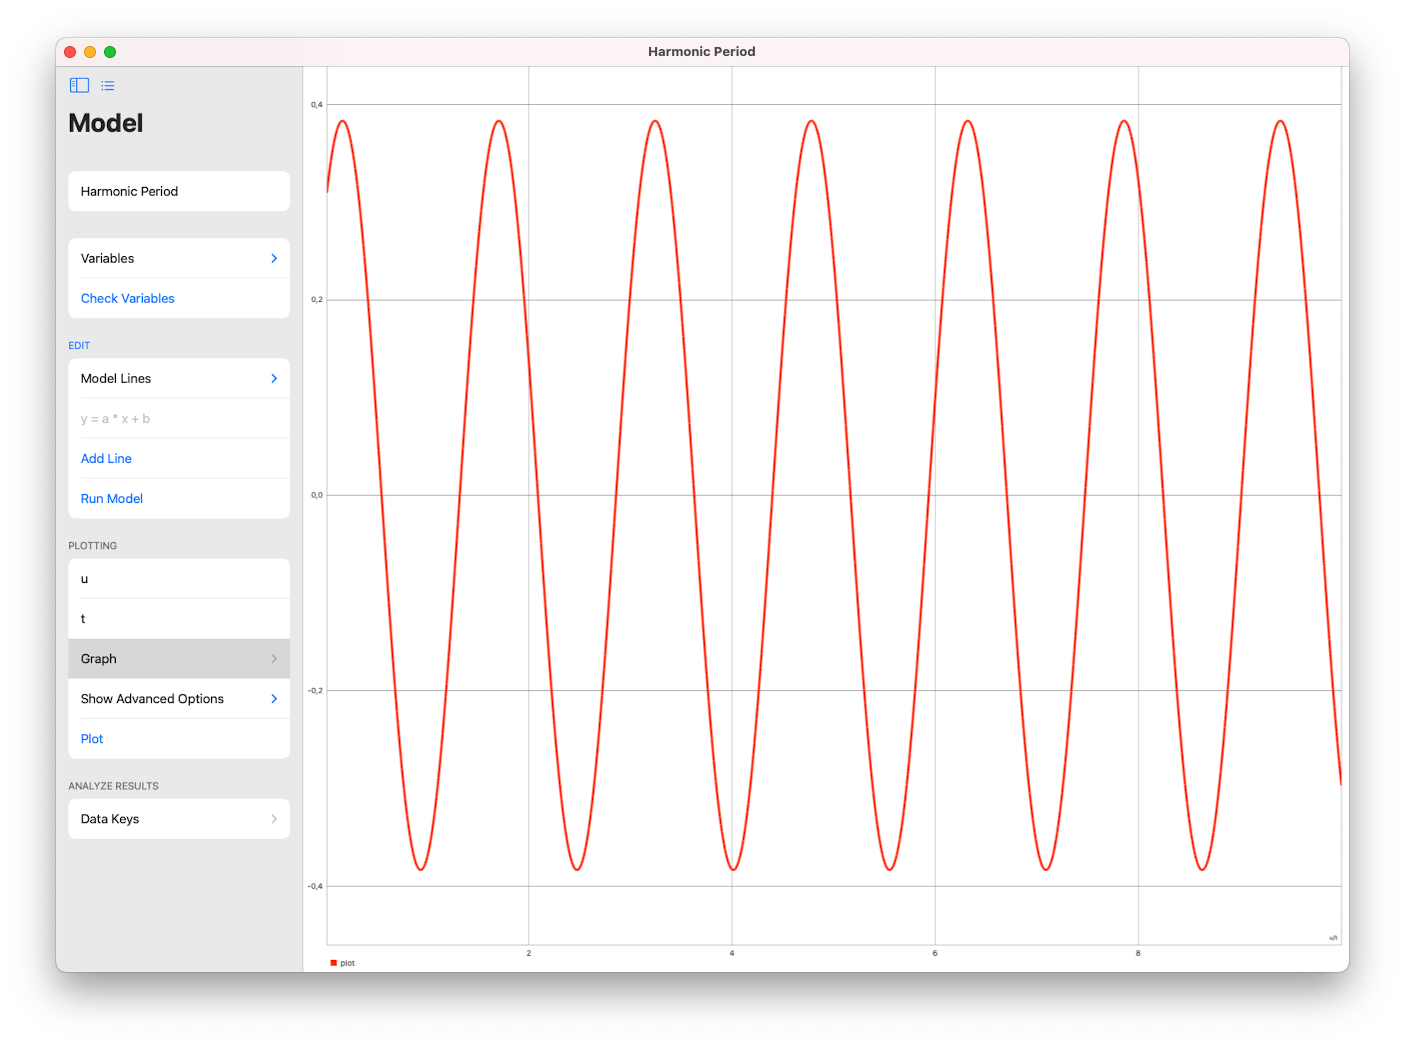 Harmonic Period
Model
Harmonic Period
Variables
Check Variables
EDIT
Model Lines
y = a * x + b
Add Line
Run Model
PLOTTING
u
t
Graph
Show Advanced Options
Plot
ANALYZE RESULTS
Data Keys
0,4
0,2
0,0
-0,2
-0,4
u/t
2
4
6
8
plot